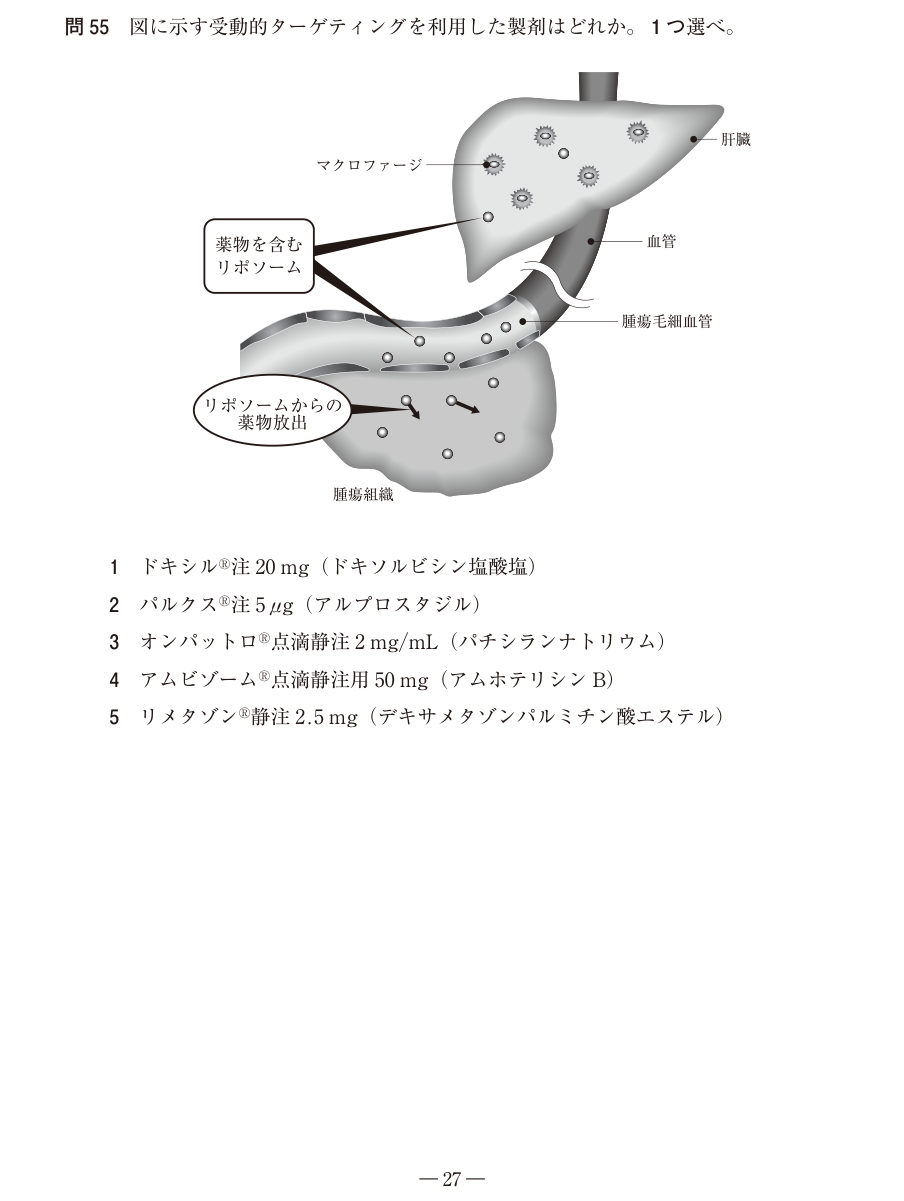 問 55 図に示す受動的ターゲティングを利用した製剤はどれか。1つ選べ。
肝臓
マクロファージ
薬物を含む
リポソーム
血管
腫瘍毛細血管
リポソームからの
薬物放出
腫瘍組織
1 ドキシル®注 20 mg（ドキソルビシン塩酸塩）
2 パルクス®注 5 μg（アルプロスタジル）
3 オンパットロ®点滴静注 2 mg/mL（パチシランナトリウム）
4 アムビゾーム®点滴静注用 50 mg（アムホテリシン B）
5 リメタゾン®静注 2.5 mg（デキサメタゾンパルミチン酸エステル）
― 27 ―